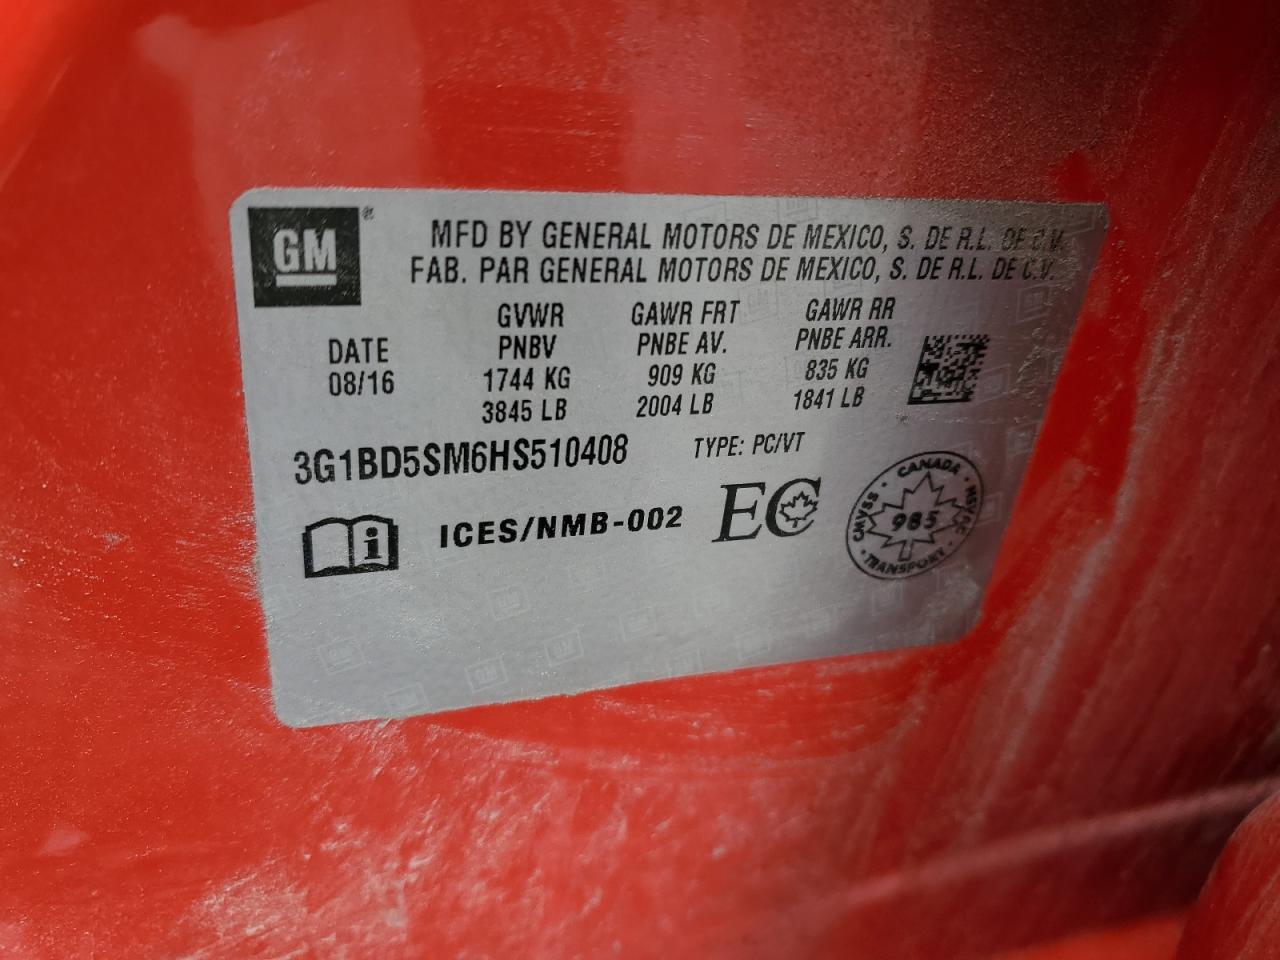 GM®
MFD BY GENERAL MOTORS DE MEXICO, S. DE R.L. DE C.V.
FAB. PAR GENERAL MOTORS DE MEXICO, S. DE R.L. DE C.V.
DATE
08/16
GVWR
PNBV
1744 KG
3845 LB
GAWR FRT
PNBE AV.
909 KG
2004 LB
GAWR RR
PNBE ARR.
835 KG
1841 LB
3G1BD5SM6HS510408
TYPE: PC/VT
i
ICES/NMB-002
EC
CANADA
CMVSS
985
NSVAC
TRANSPORT